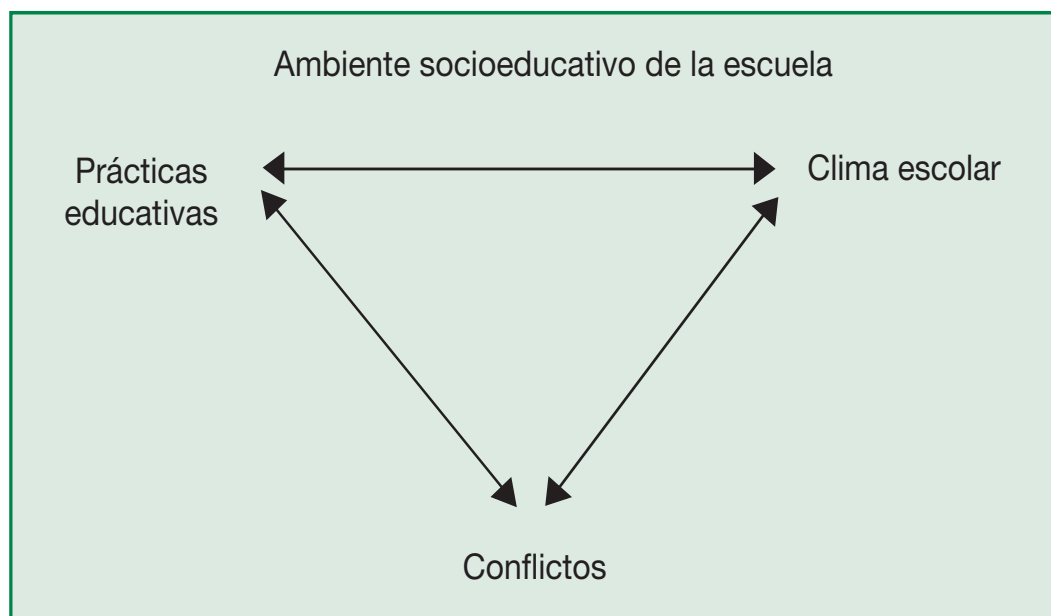 Ambiente socioeducativo de la escuela
Prácticas
educativas
Clima escolar
Conflictos